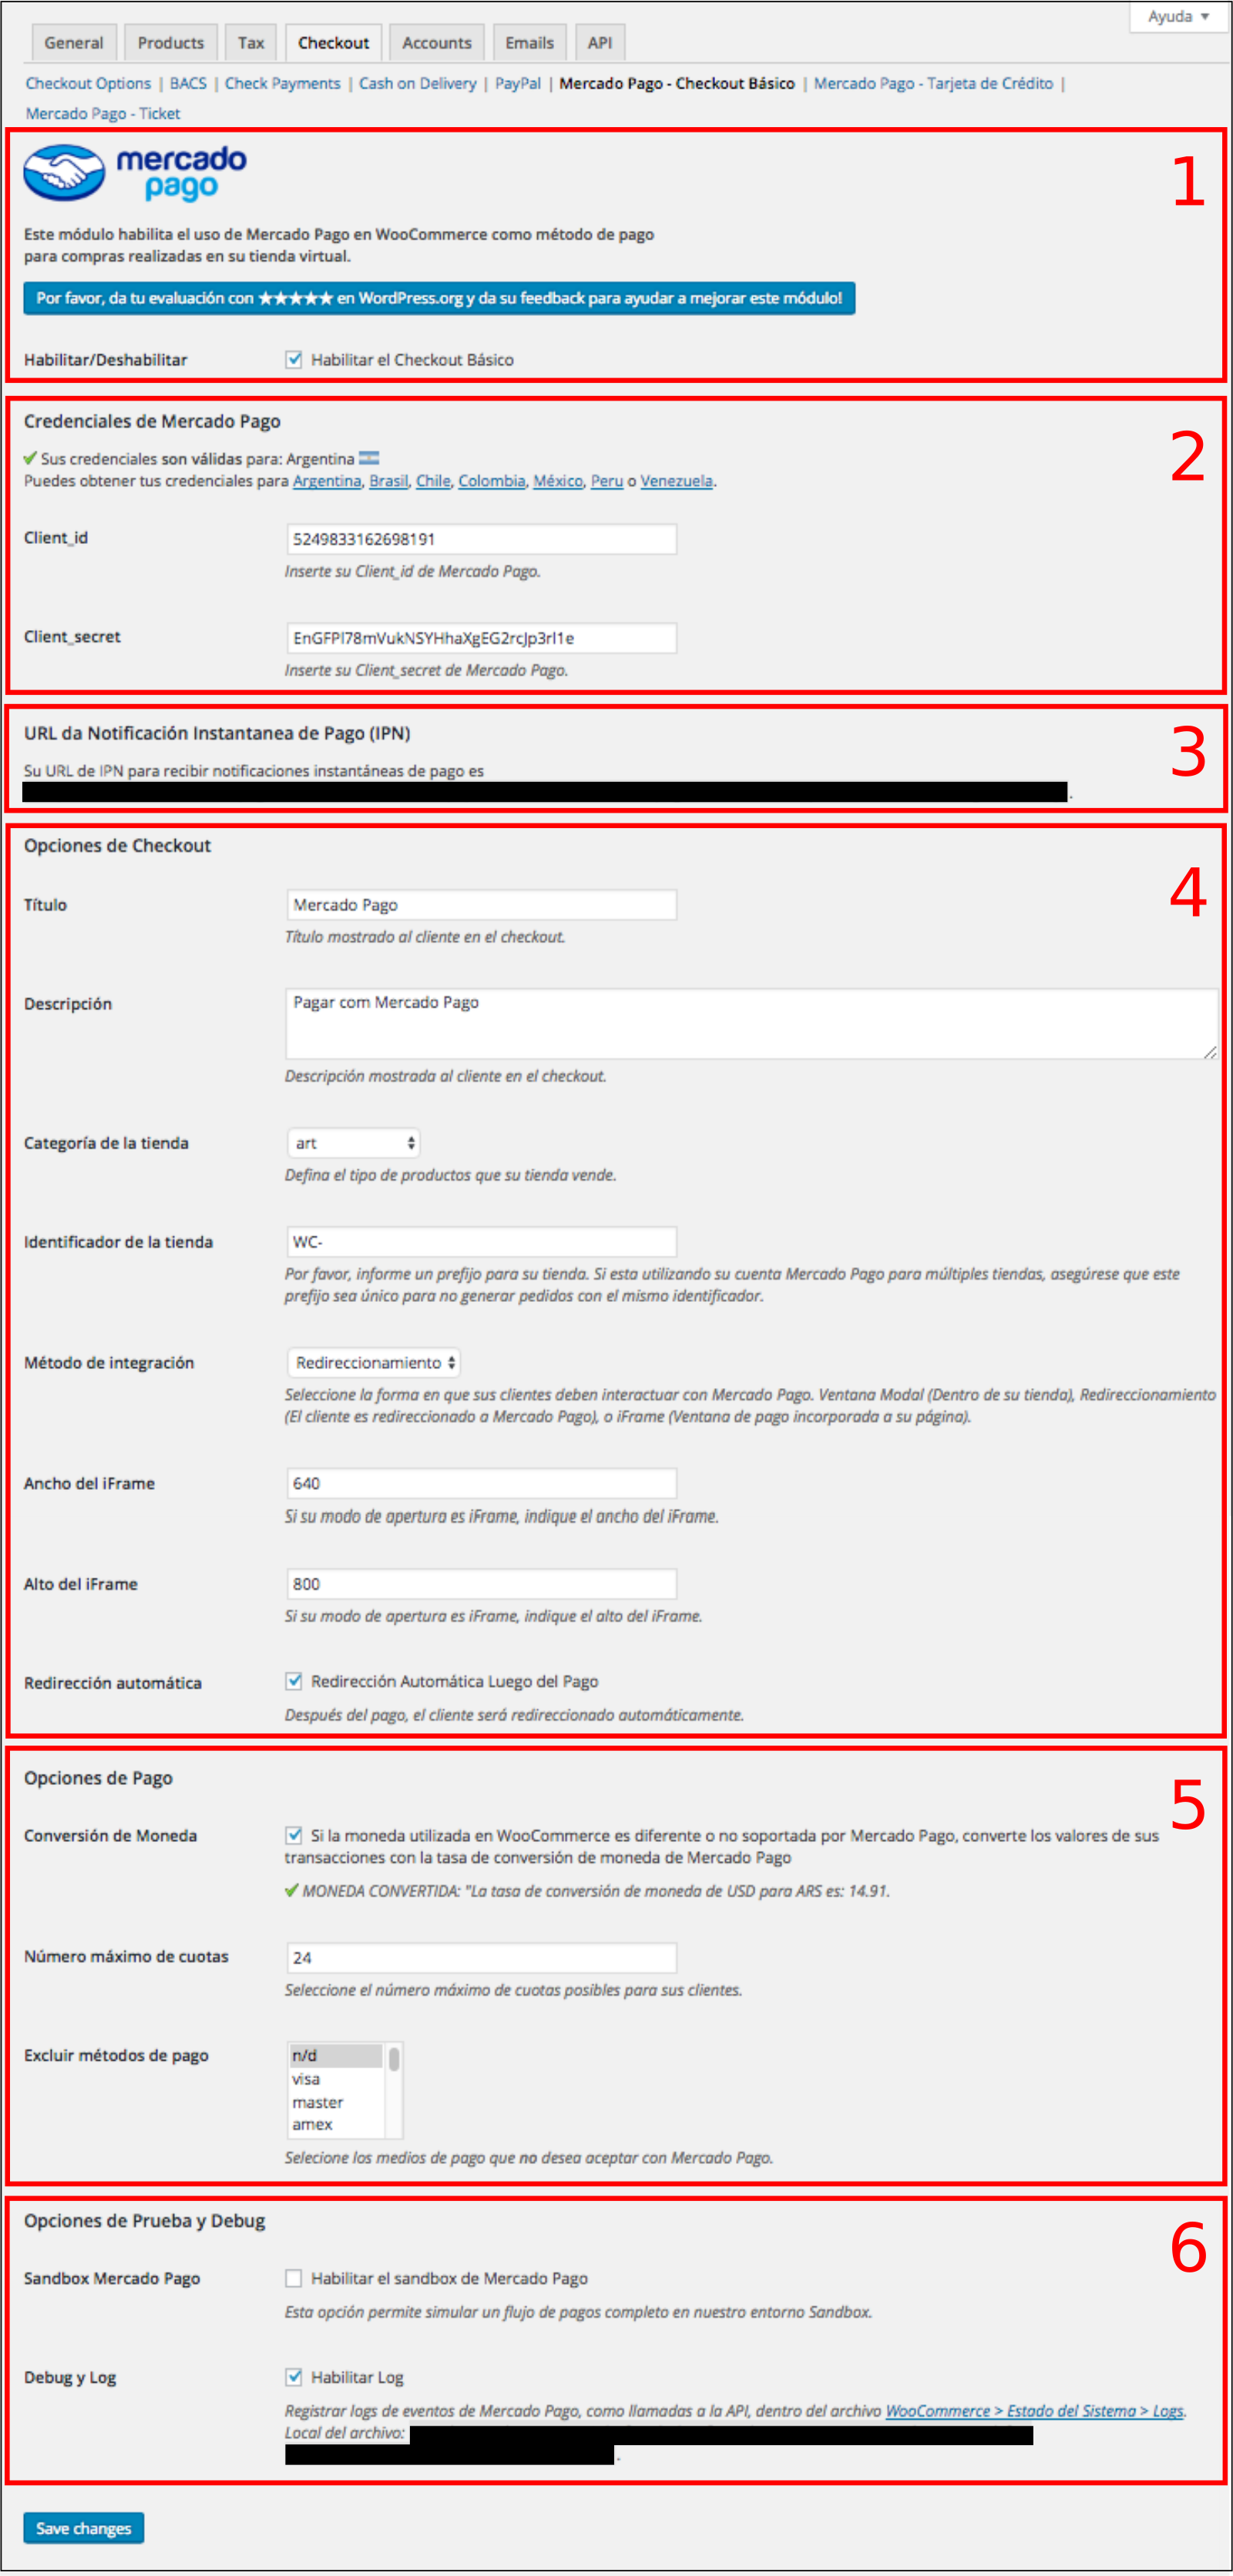 Ayuda ▼
General Products Tax Checkout Accounts Emails API
Checkout Options | BACS | Check Payments | Cash on Delivery | PayPal | Mercado Pago - Checkout Básico | Mercado Pago - Tarjeta de Crédito |
Mercado Pago - Ticket
1
mercado
pago
Este módulo habilita el uso de Mercado Pago en WooCommerce como método de pago
para compras realizadas en su tienda virtual.
Por favor, da tu evaluación con ★★★★★ en WordPress.org y da su feedback para ayudar a mejorar este módulo!
Habilitar/Deshabilitar Habilitar el Checkout Básico
2
Credenciales de Mercado Pago
Sus credenciales son válidas para: Argentina
Puedes obtener tus credenciales para Argentina, Brasil, Chile, Colombia, México, Peru o Venezuela.
Client_id 5249833162698191
Inserte su Client_id de Mercado Pago.
Client_secret EnGFPl78mVukNSYHhaXgEG2rcJp3rl1e
Inserte su Client_secret de Mercado Pago.
3
URL da Notificación Instantanea de Pago (IPN)
Su URL de IPN para recibir notificaciones instantáneas de pago es
.
4
Opciones de Checkout
Título Mercado Pago
Título mostrado al cliente en el checkout.
Descripción Pagar com Mercado Pago
Descripción mostrada al cliente en el checkout.
Categoría de la tienda art
Defina el tipo de productos que su tienda vende.
Identificador de la tienda WC-
Por favor, informe un prefijo para su tienda. Si esta utilizando su cuenta Mercado Pago para múltiples tiendas, asegúrese que este
prefijo sea único para no generar pedidos con el mismo identificador.
Método de integración Redireccionamiento
Seleccione la forma en que sus clientes deben interactuar con Mercado Pago. Ventana Modal (Dentro de su tienda), Redireccionamiento
(El cliente es redireccionado a Mercado Pago), o iFrame (Ventana de pago incorporada a su página).
Ancho del iFrame 640
Si su modo de apertura es iFrame, indique el ancho del iFrame.
Alto del iFrame 800
Si su modo de apertura es iFrame, indique el alto del iFrame.
Redirección automática Redirección Automática Luego del Pago
Después del pago, el cliente será redireccionado automáticamente.
5
Opciones de Pago
Conversión de Moneda Si la moneda utilizada en WooCommerce es diferente o no soportada por Mercado Pago, converte los valores de sus
transacciones con la tasa de conversión de moneda de Mercado Pago
MONEDA CONVERTIDA: "La tasa de conversión de moneda de USD para ARS es: 14.91.
Número máximo de cuotas 24
Seleccione el número máximo de cuotas posibles para sus clientes.
Excluir métodos de pago n/d
visa
master
amex
Selecione los medios de pago que no desea aceptar con Mercado Pago.
6
Opciones de Prueba y Debug
Sandbox Mercado Pago Habilitar el sandbox de Mercado Pago
Esta opción permite simular un flujo de pagos completo en nuestro entorno Sandbox.
Debug y Log Habilitar Log
Registrar logs de eventos de Mercado Pago, como llamadas a la API, dentro del archivo WooCommerce > Estado del Sistema > Logs.
Local del archivo:
.
Save changes